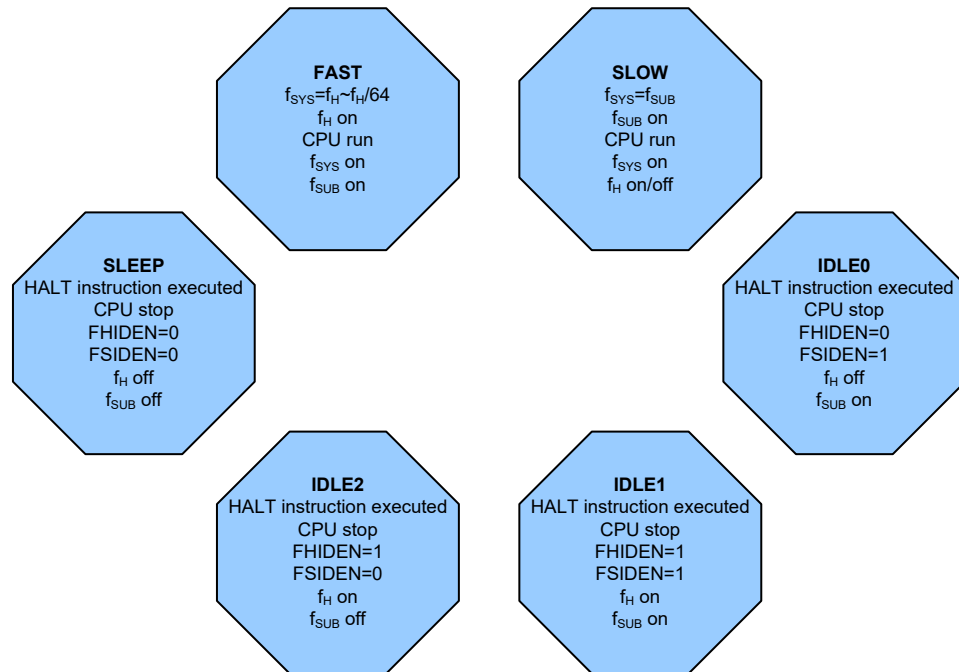 FAST
fSYS=fH~fH/64
fH on
CPU run
fSYS on
fSUB on
SLOW
fSYS=fSUB
fSUB on
CPU run
fSYS on
fH on/off
SLEEP
HALT instruction executed
CPU stop
FHIDEN=0
FSIDEN=0
fH off
fSUB off
IDLE0
HALT instruction executed
CPU stop
FHIDEN=0
FSIDEN=1
fH off
fSUB on
IDLE2
HALT instruction executed
CPU stop
FHIDEN=1
FSIDEN=0
fH on
fSUB off
IDLE1
HALT instruction executed
CPU stop
FHIDEN=1
FSIDEN=1
fH on
fSUB on